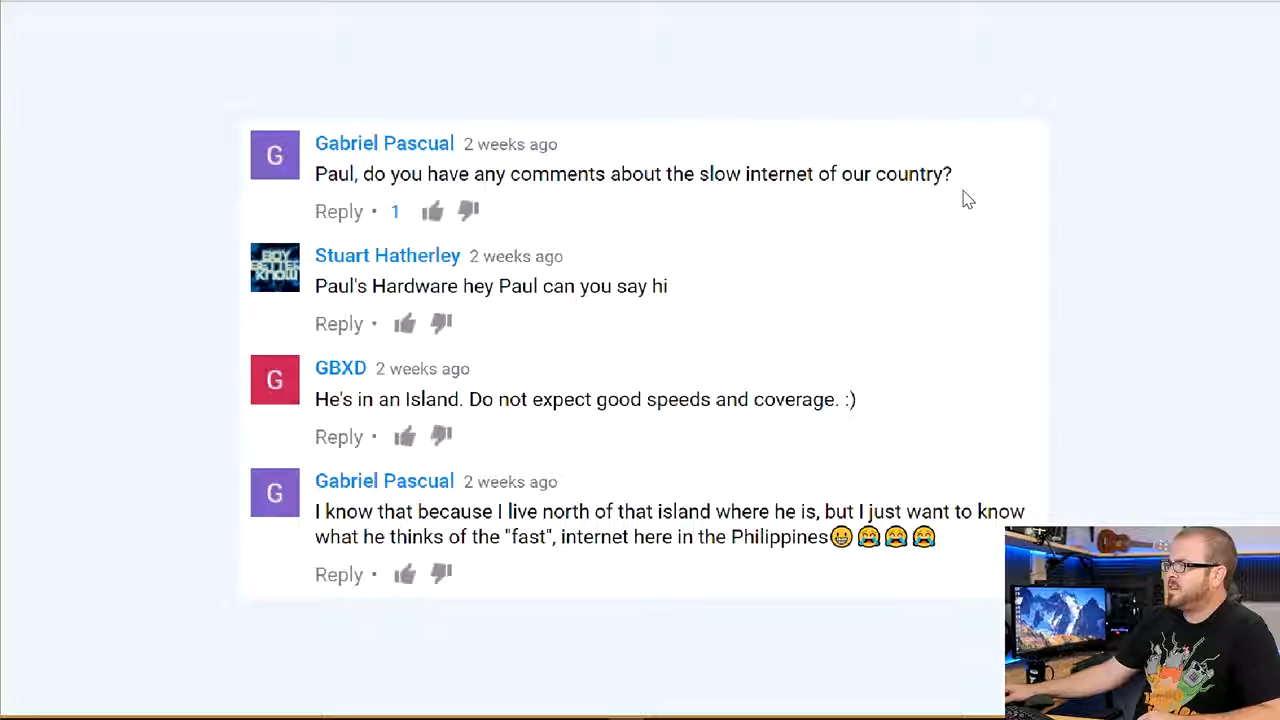 G
Gabriel Pascual 2 weeks ago
Paul, do you have any comments about the slow internet of our country?
Reply • 1
BOY
BETTER
KNOW
Stuart Hatherley 2 weeks ago
Paul's Hardware hey Paul can you say hi
Reply •
G
GBXD 2 weeks ago
He's in an Island. Do not expect good speeds and coverage. :)
Reply •
G
Gabriel Pascual 2 weeks ago
I know that because I live north of that island where he is, but I just want to know
what he thinks of the "fast", internet here in the Philippines😀😂😂😂
Reply •